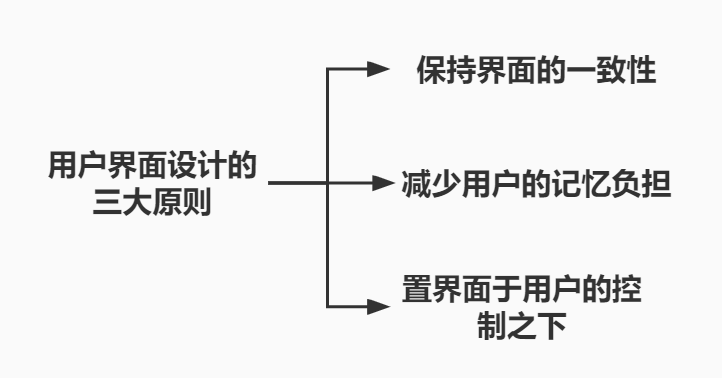 用户界面设计的
三大原则
保持界面的一致性
减少用户的记忆负担
置界面于用户的控
制之下